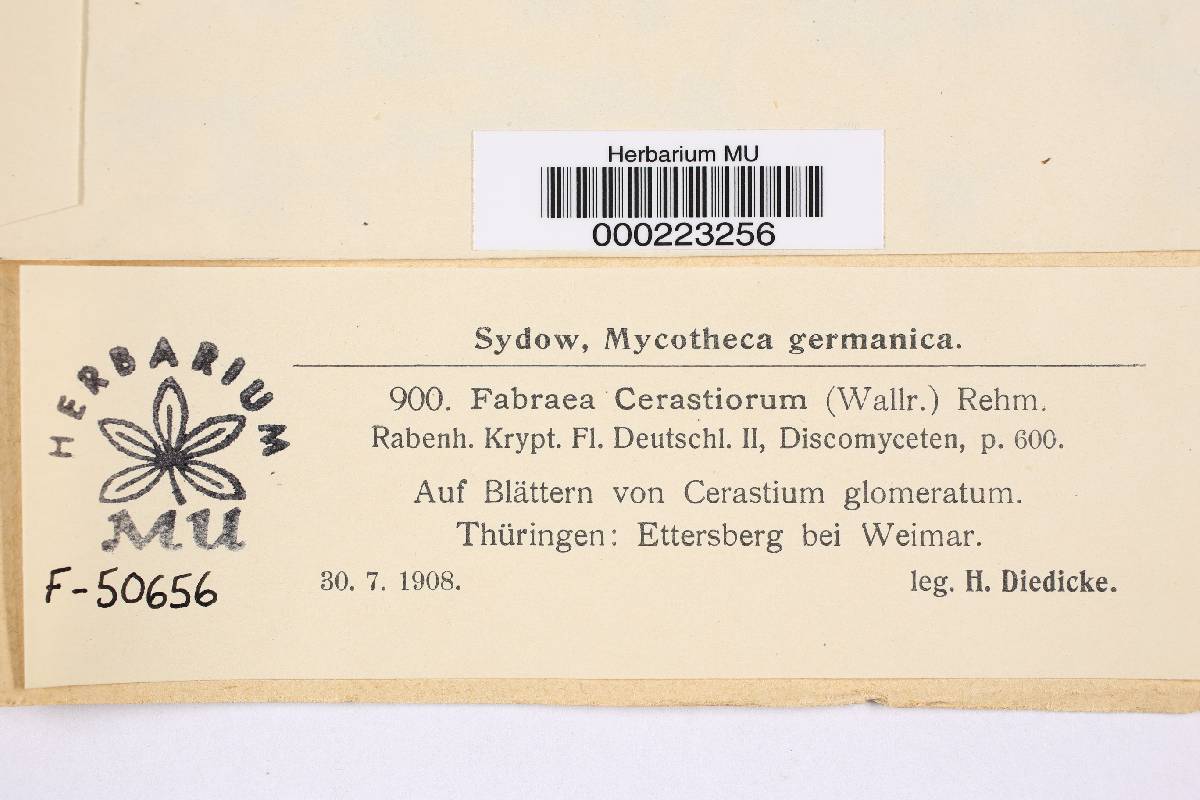 Herbarium MU
000223256
Sydow, Mycotheca germanica.
HERBARIUM
MU
F-50656
900. Fabraea Cerastiorum (Wallr.) Rehm.
Rabenh. Krypt. Fl. Deutschl. II, Discomyceten, p. 600.
Auf Blättern von Cerastium glomeratum.
Thüringen: Ettersberg bei Weimar.
30. 7. 1908. leg. H. Diedicke.